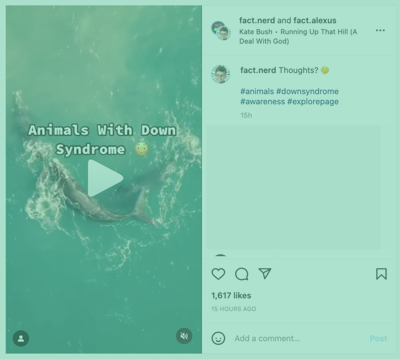 fact.nerd and fact.alexus
Kate Bush • Running Up That Hill (A
Deal With God)
fact.nerd Thoughts? 🥲
#animals #downsyndrome
#awareness #explorepage
15h
Animals With Down
Syndrome
1,617 likes
15 HOURS AGO
Add a comment...
Post